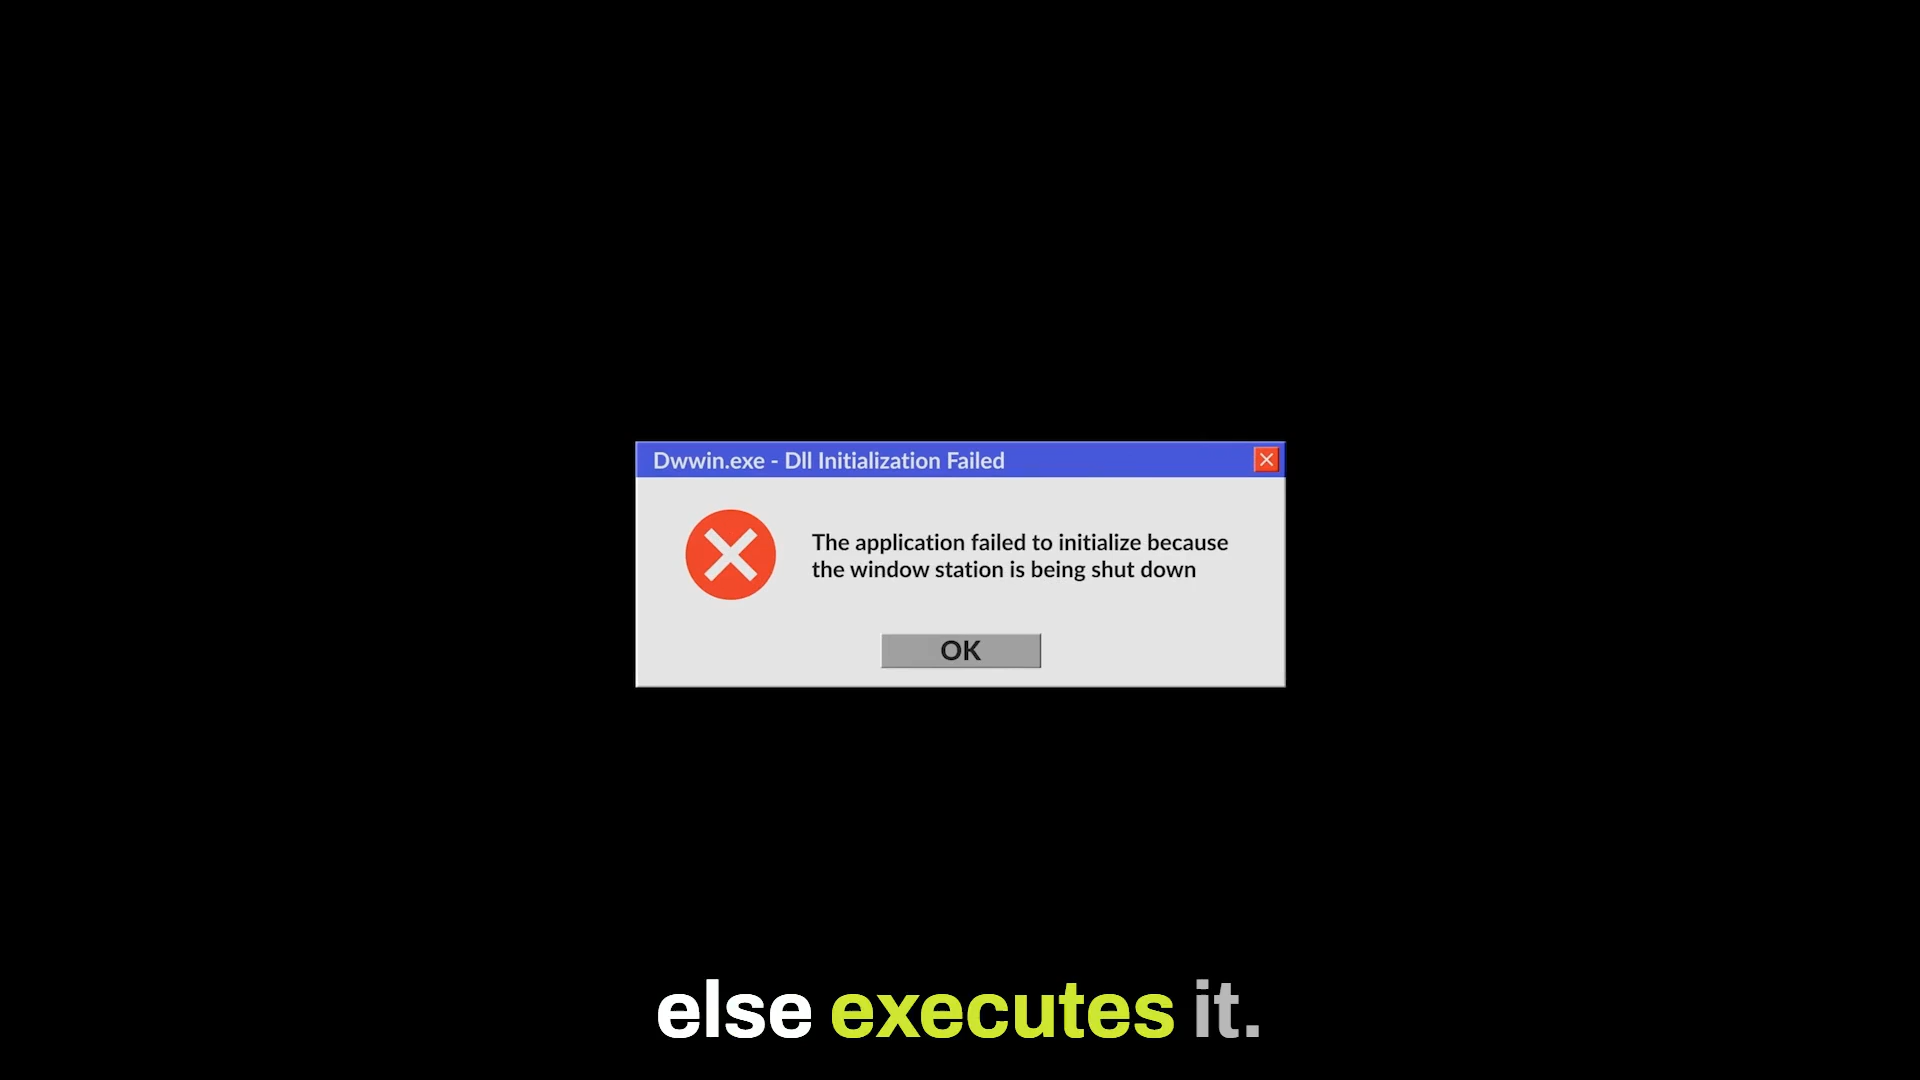 Dwwin.exe - Dll Initialization Failed
The application failed to initialize because
the window station is being shut down
OK
else executes it.